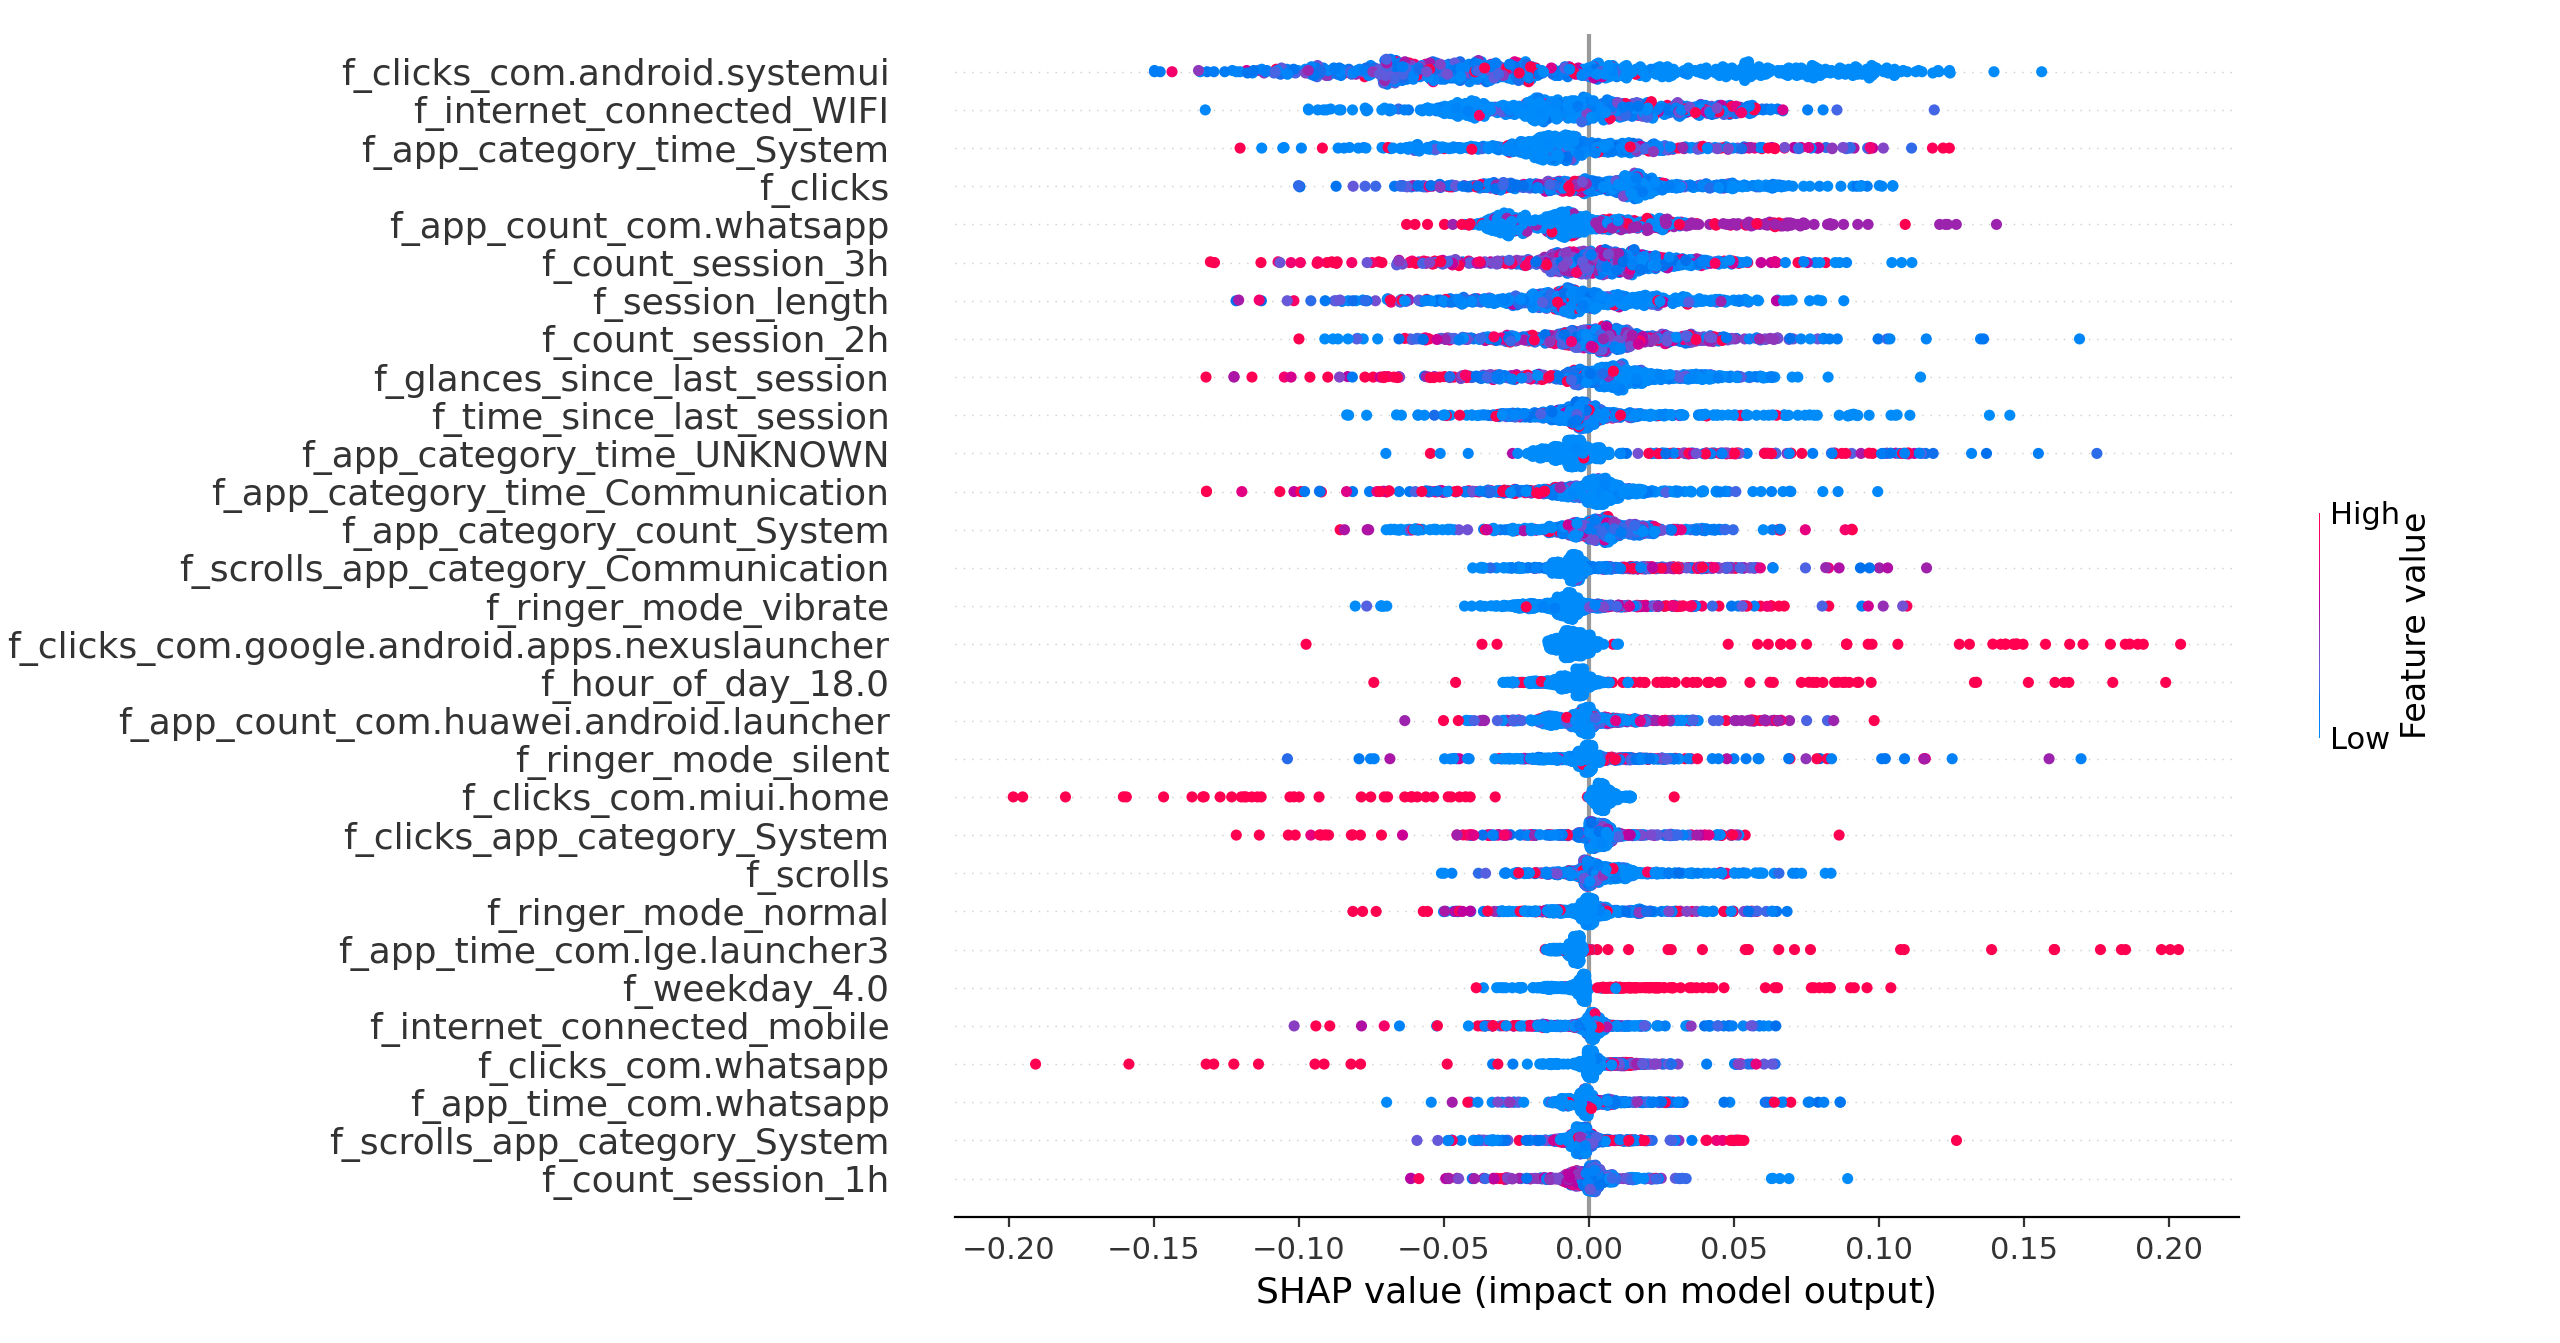 f_clicks_com.android.systemui
f_internet_connected_WIFI
f_app_category_time_System
f_clicks
f_app_count_com.whatsapp
f_count_session_3h
f_session_length
f_count_session_2h
f_glances_since_last_session
f_time_since_last_session
f_app_category_time_UNKNOWN
f_app_category_time_Communication
f_app_category_count_System
f_scrolls_app_category_Communication
f_ringer_mode_vibrate
f_clicks_com.google.android.apps.nexuslauncher
f_hour_of_day_18.0
f_app_count_com.huawei.android.launcher
f_ringer_mode_silent
f_clicks_com.miui.home
f_clicks_app_category_System
f_scrolls
f_ringer_mode_normal
f_app_time_com.lge.launcher3
f_weekday_4.0
f_internet_connected_mobile
f_clicks_com.whatsapp
f_app_time_com.whatsapp
f_scrolls_app_category_System
f_count_session_1h
−0.20 −0.15 −0.10 −0.05 0.00 0.05 0.10 0.15 0.20
SHAP value (impact on model output)
High
Low
Feature value